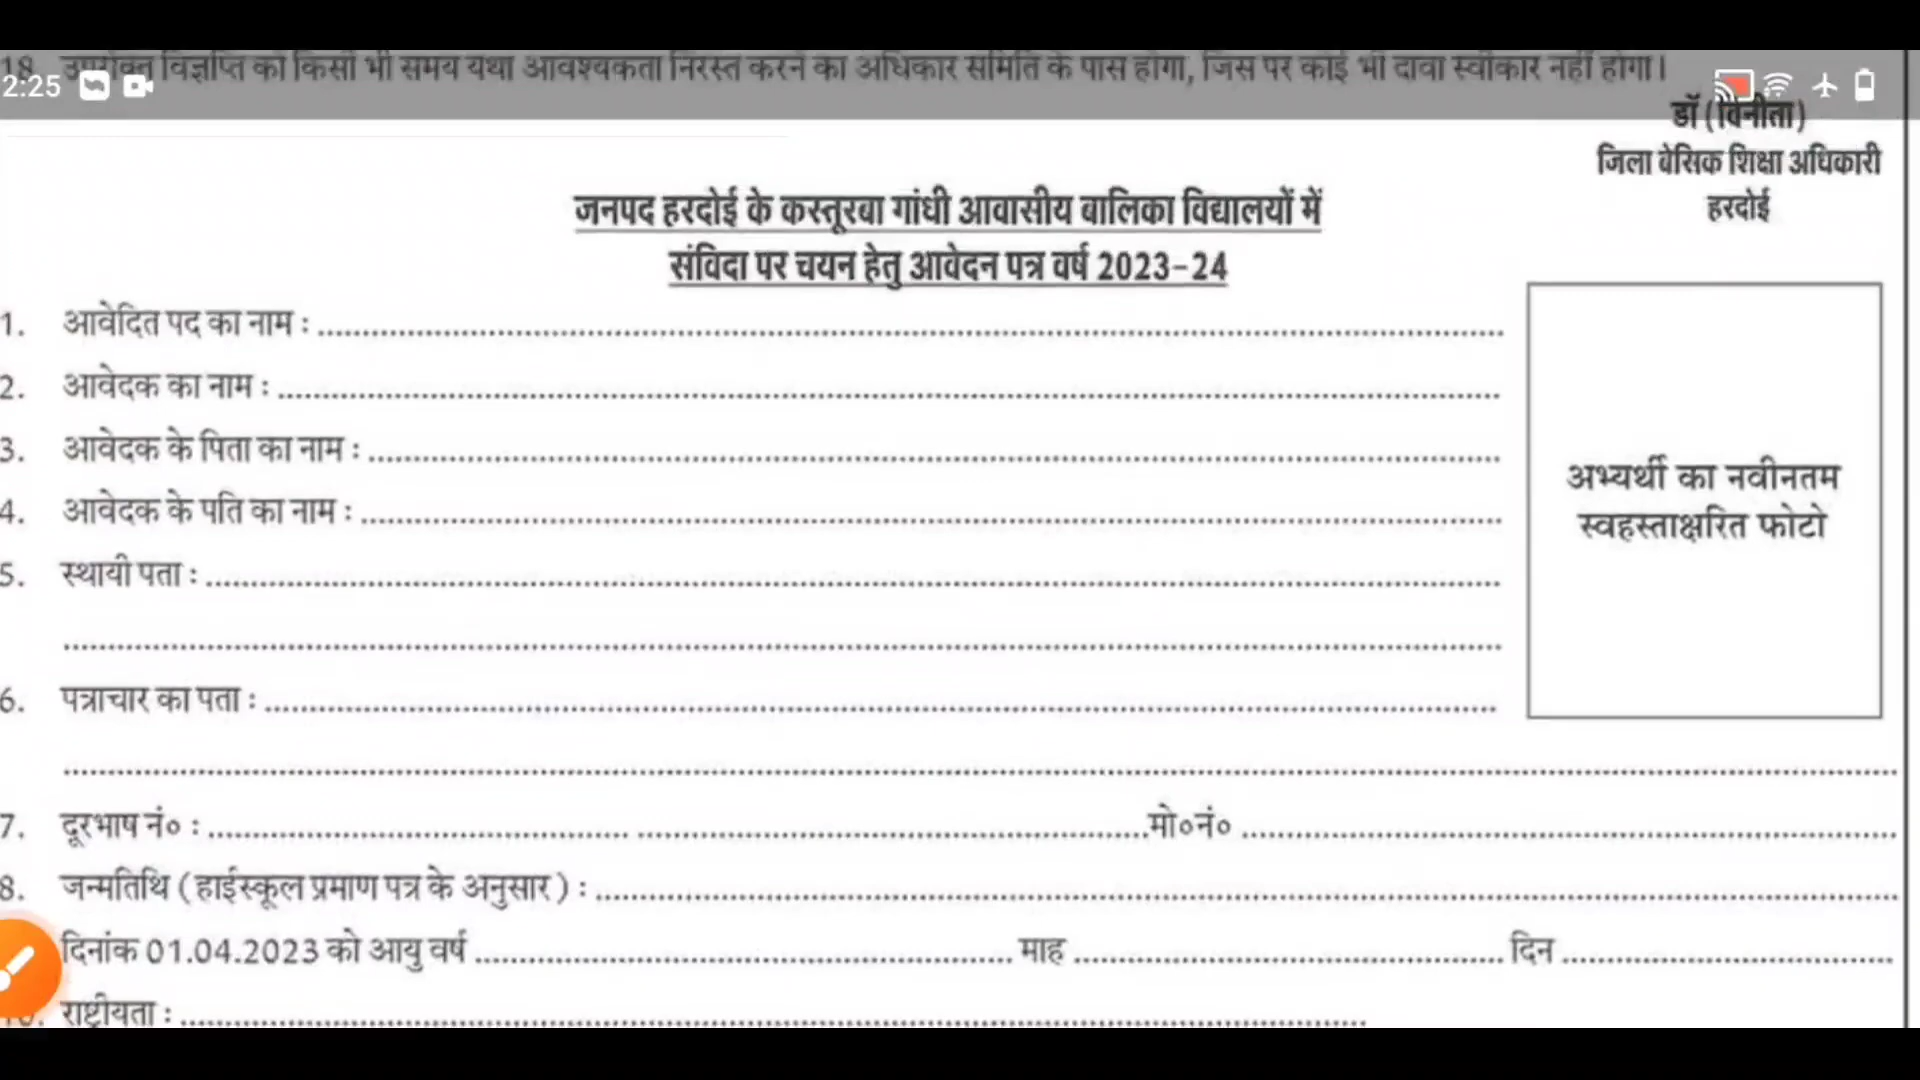 18. उपरोक्त विज्ञप्ति को किसी भी समय यथा आवश्यकता निरस्त करने का अधिकार समिति के पास होगा, जिस पर कोई भी दावा स्वीकार नहीं होगा।
2:25
डॉ (विनीता)
जिला बेसिक शिक्षा अधिकारी
हरदोई
जनपद हरदोई के कस्तूरबा गांधी आवासीय बालिका विद्यालयों में
संविदा पर चयन हेतु आवेदन पत्र वर्ष 2023-24
1. आवेदित पद का नाम :
2. आवेदक का नाम :
3. आवेदक के पिता का नाम :
4. आवेदक के पति का नाम :
5. स्थायी पता :
अभ्यर्थी का नवीनतम
स्वहस्ताक्षरित फोटो
6. पत्राचार का पता :
7. दूरभाष नं० : मो०नं०
8. जन्मतिथि (हाईस्कूल प्रमाण पत्र के अनुसार) :
दिनांक 01.04.2023 को आयु वर्ष माह दिन
राष्ट्रीयता :